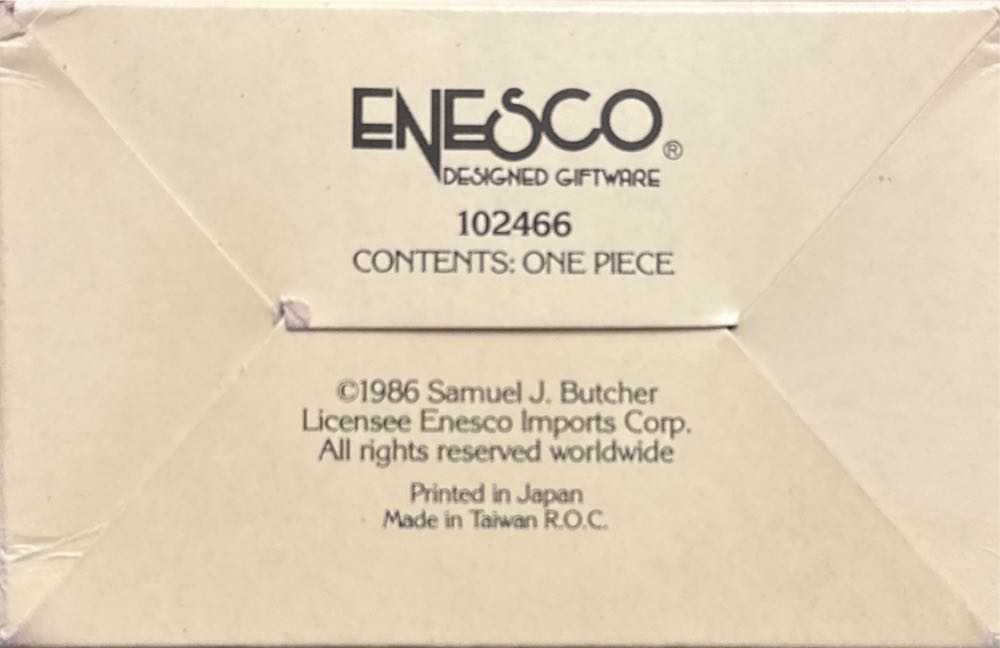 ENESCO®
DESIGNED GIFTWARE
102466
CONTENTS: ONE PIECE
©1986 Samuel J. Butcher
Licensee Enesco Imports Corp.
All rights reserved worldwide
Printed in Japan
Made in Taiwan R.O.C.